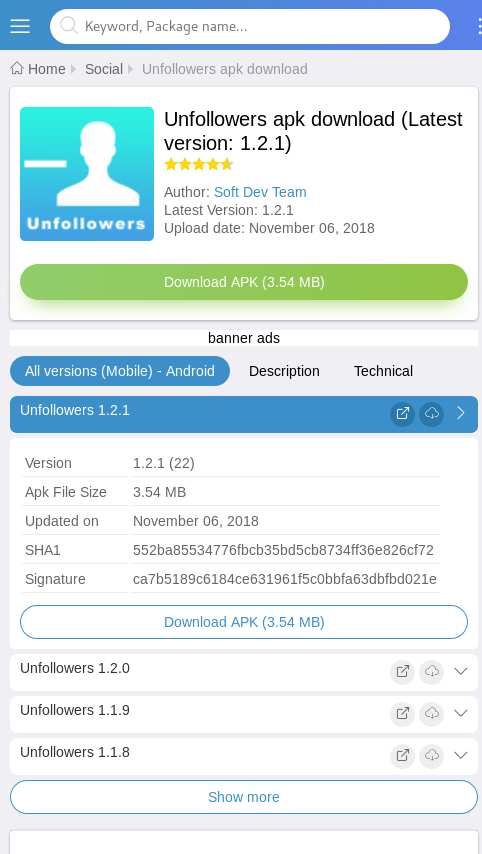 Keyword, Package name...
Home Social Unfollowers apk download
Unfollowers
Unfollowers apk download (Latest
version: 1.2.1)
Author: Soft Dev Team
Latest Version: 1.2.1
Upload date: November 06, 2018
Download APK (3.54 MB)
banner ads
All versions (Mobile) - Android Description Technical
Unfollowers 1.2.1
Version 1.2.1 (22)
Apk File Size 3.54 MB
Updated on November 06, 2018
SHA1 552ba85534776fbcb35bd5cb8734ff36e826cf72
Signature ca7b5189c6184ce631961f5c0bbfa63dbfbd021e
Download APK (3.54 MB)
Unfollowers 1.2.0
Unfollowers 1.1.9
Unfollowers 1.1.8
Show more